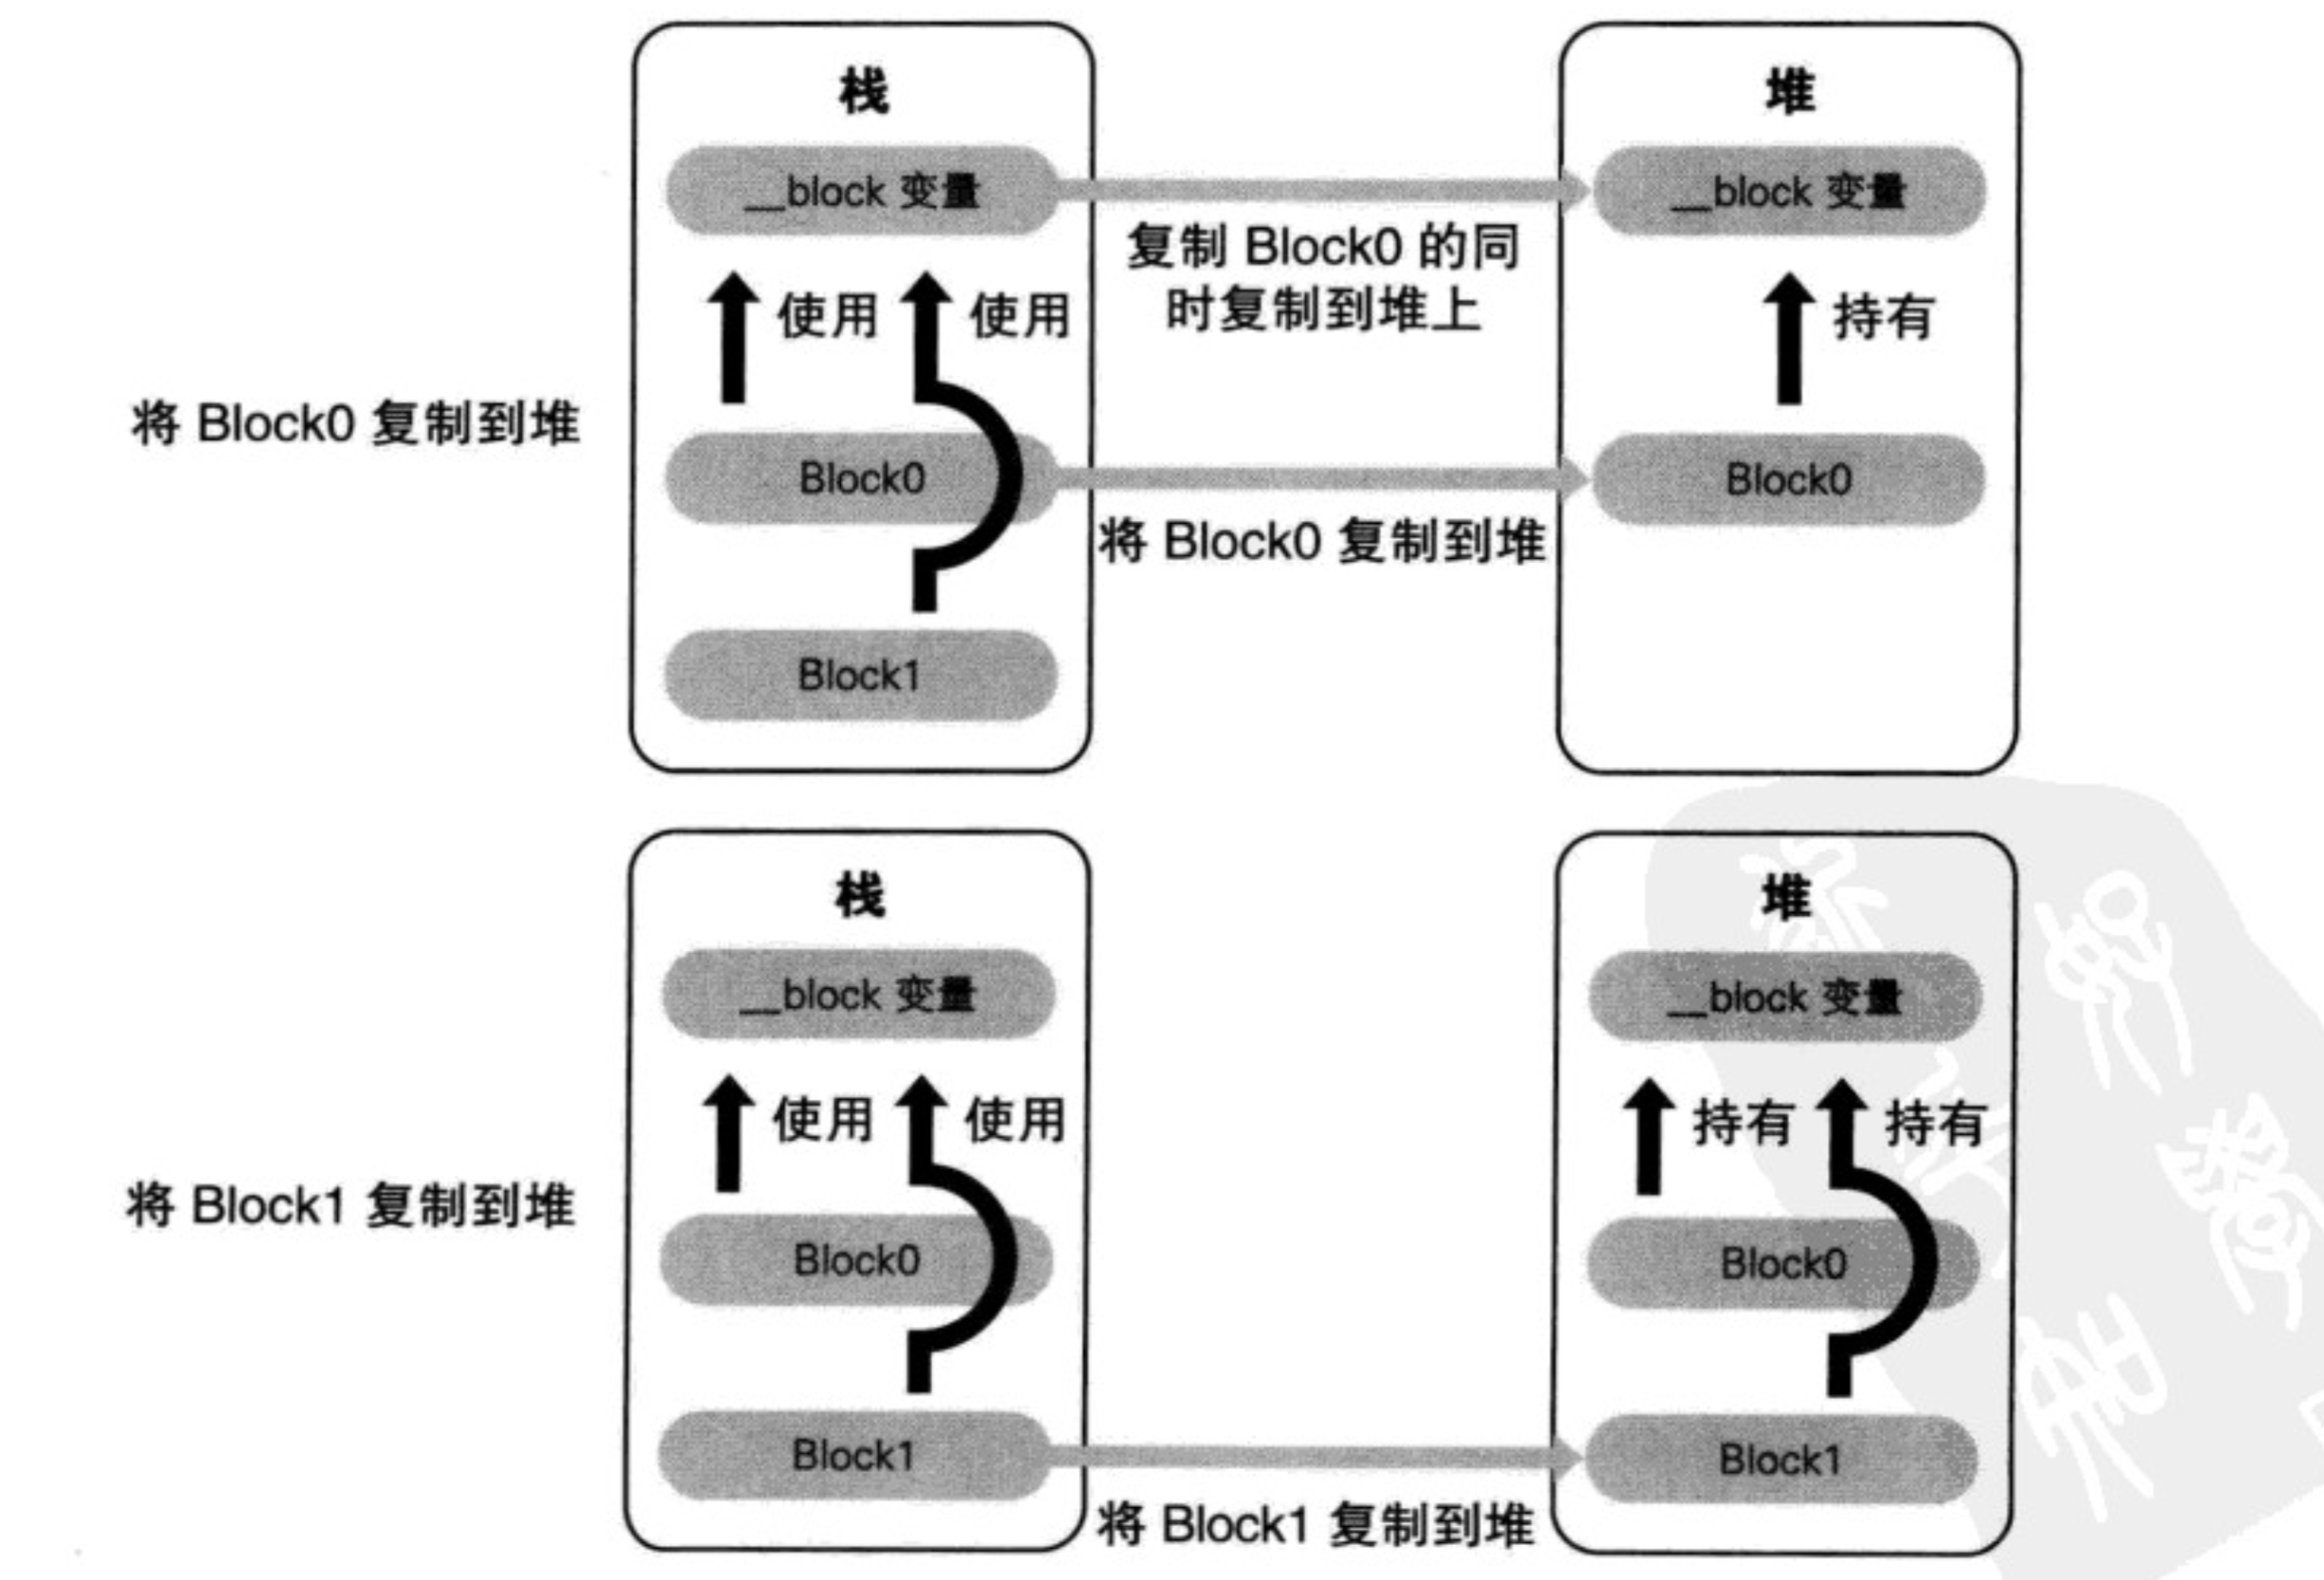 栈
堆
__block 变量
__block 变量
复制 Block0 的同
时复制到堆上
使用
使用
持有
将 Block0 复制到堆
Block0
Block0
将 Block0 复制到堆
Block1
栈
堆
__block 变量
__block 变量
使用
使用
持有
持有
将 Block1 复制到堆
Block0
Block0
Block1
Block1
将 Block1 复制到堆